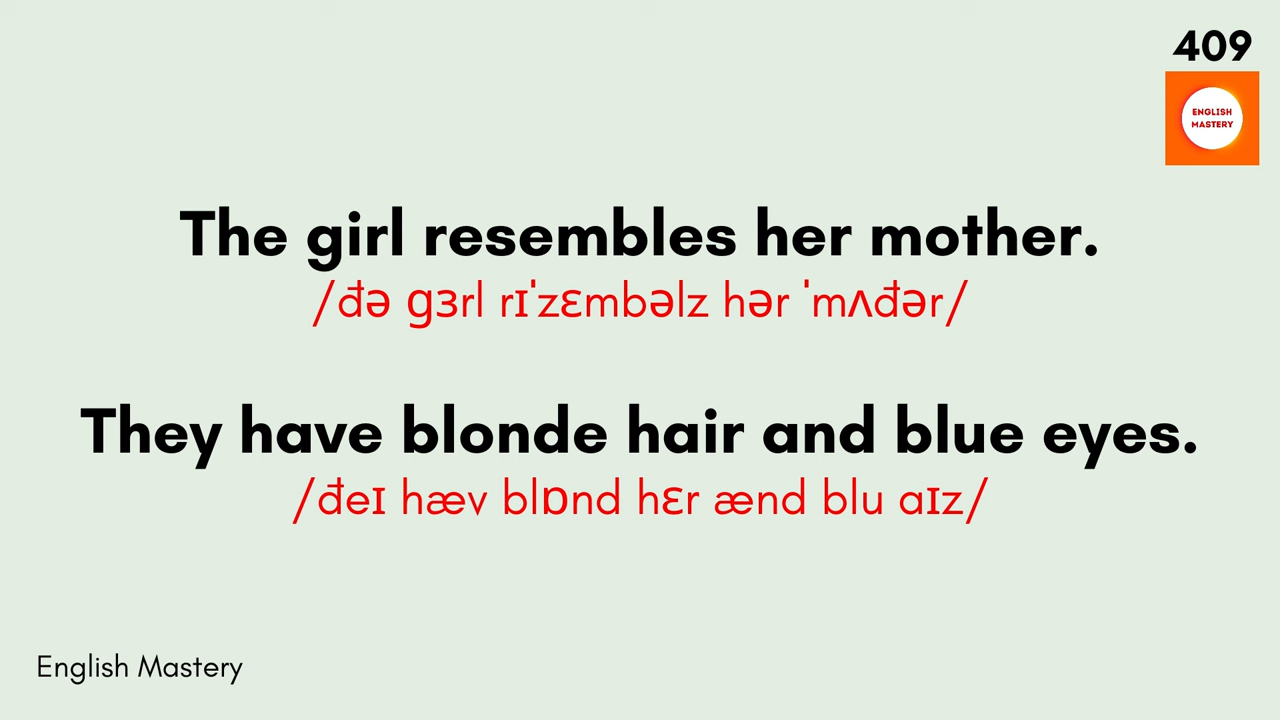 409
ENGLISH
MASTERY
The girl resembles her mother.
/đə ɡɜrl rɪˈzɛmbəlz hər ˈmʌđər/
They have blonde hair and blue eyes.
/đeɪ hæv blɒnd hɛr ænd blu aɪz/
English Mastery